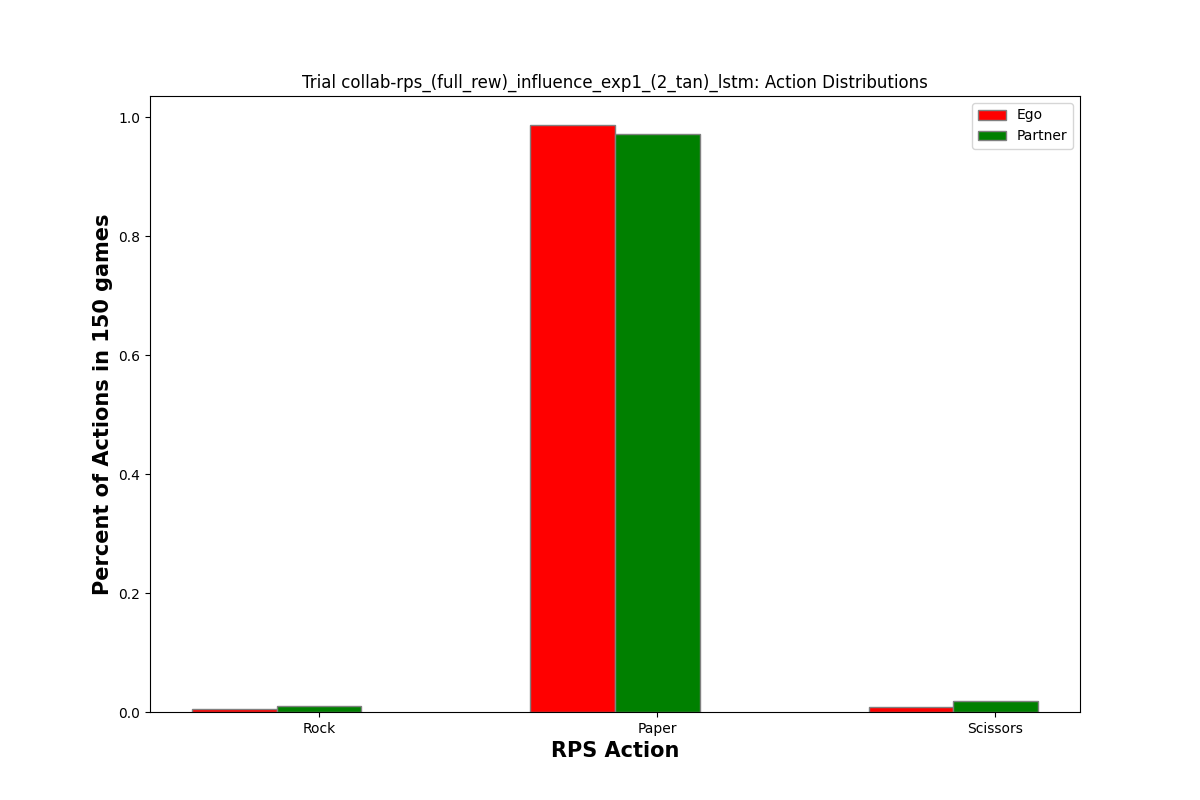 Trial collab-rps_(full_rew)_influence_exp1_(2_tan)_lstm: Action Distributions
Ego
Partner
Percent of Actions in 150 games
1.0
0.8
0.6
0.4
0.2
0.0
Rock
Paper
Scissors
RPS Action